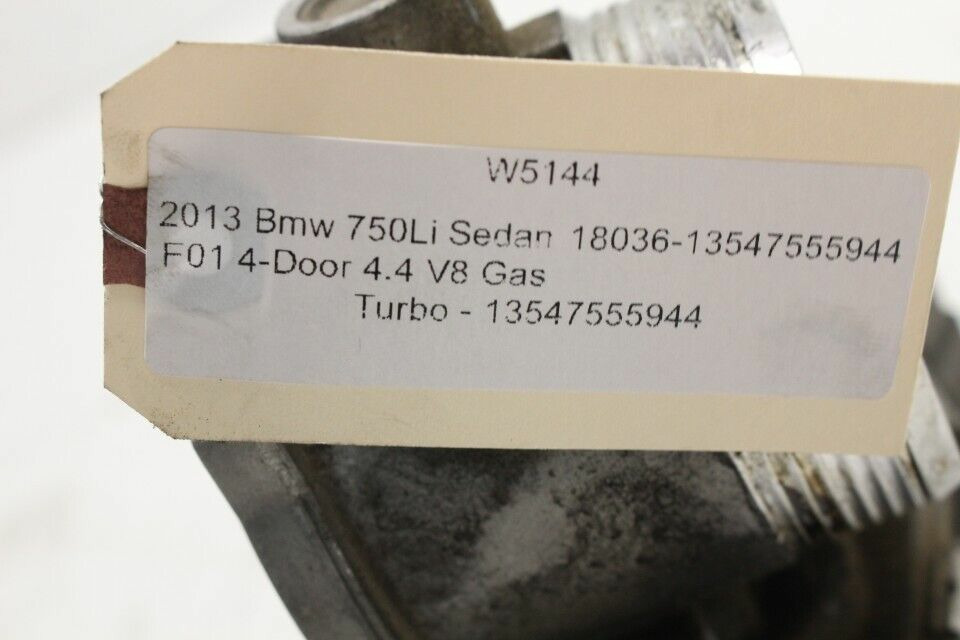 W5144
2013 Bmw 750Li Sedan 18036-13547555944
F01 4-Door 4.4 V8 Gas
Turbo - 13547555944